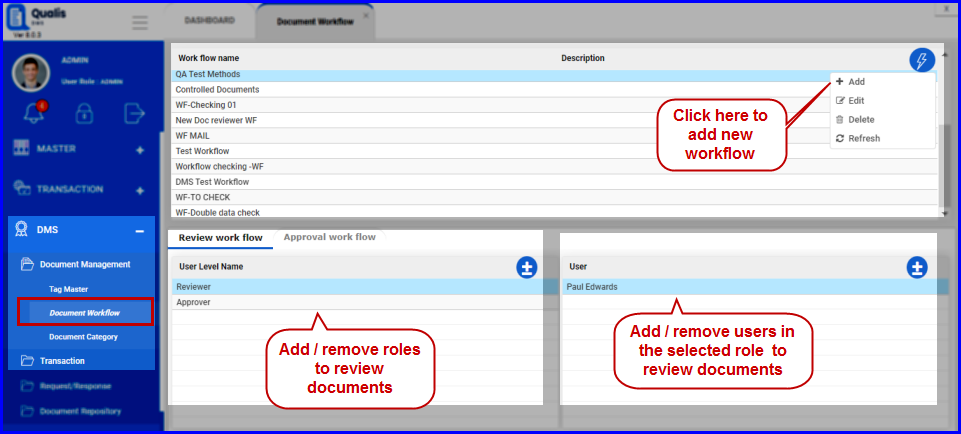 Qualis
DMS
Ver 8.0.3
DASHBOARD
Document Workflow
x
x
ADMIN
User Role : ADMIN
4
MASTER
TRANSACTION
DMS
Document Management
Tag Master
Document Workflow
Document Category
Transaction
Request/Response
Document Repository
Work flow name Description
QA Test Methods
Controlled Documents
WF-Checking 01
New Doc reviewer WF
WF MAIL
Test Workflow
Workflow checking -WF
DMS Test Workflow
WF-TO CHECK
WF-Double data check
Add
Edit
Delete
Refresh
Click here to
add new
workflow
Review work flow Approval work flow
User Level Name
Reviewer
Approver
Add / remove roles
to review
documents
User
Paul Edwards
Add / remove users in
the selected role to
review documents